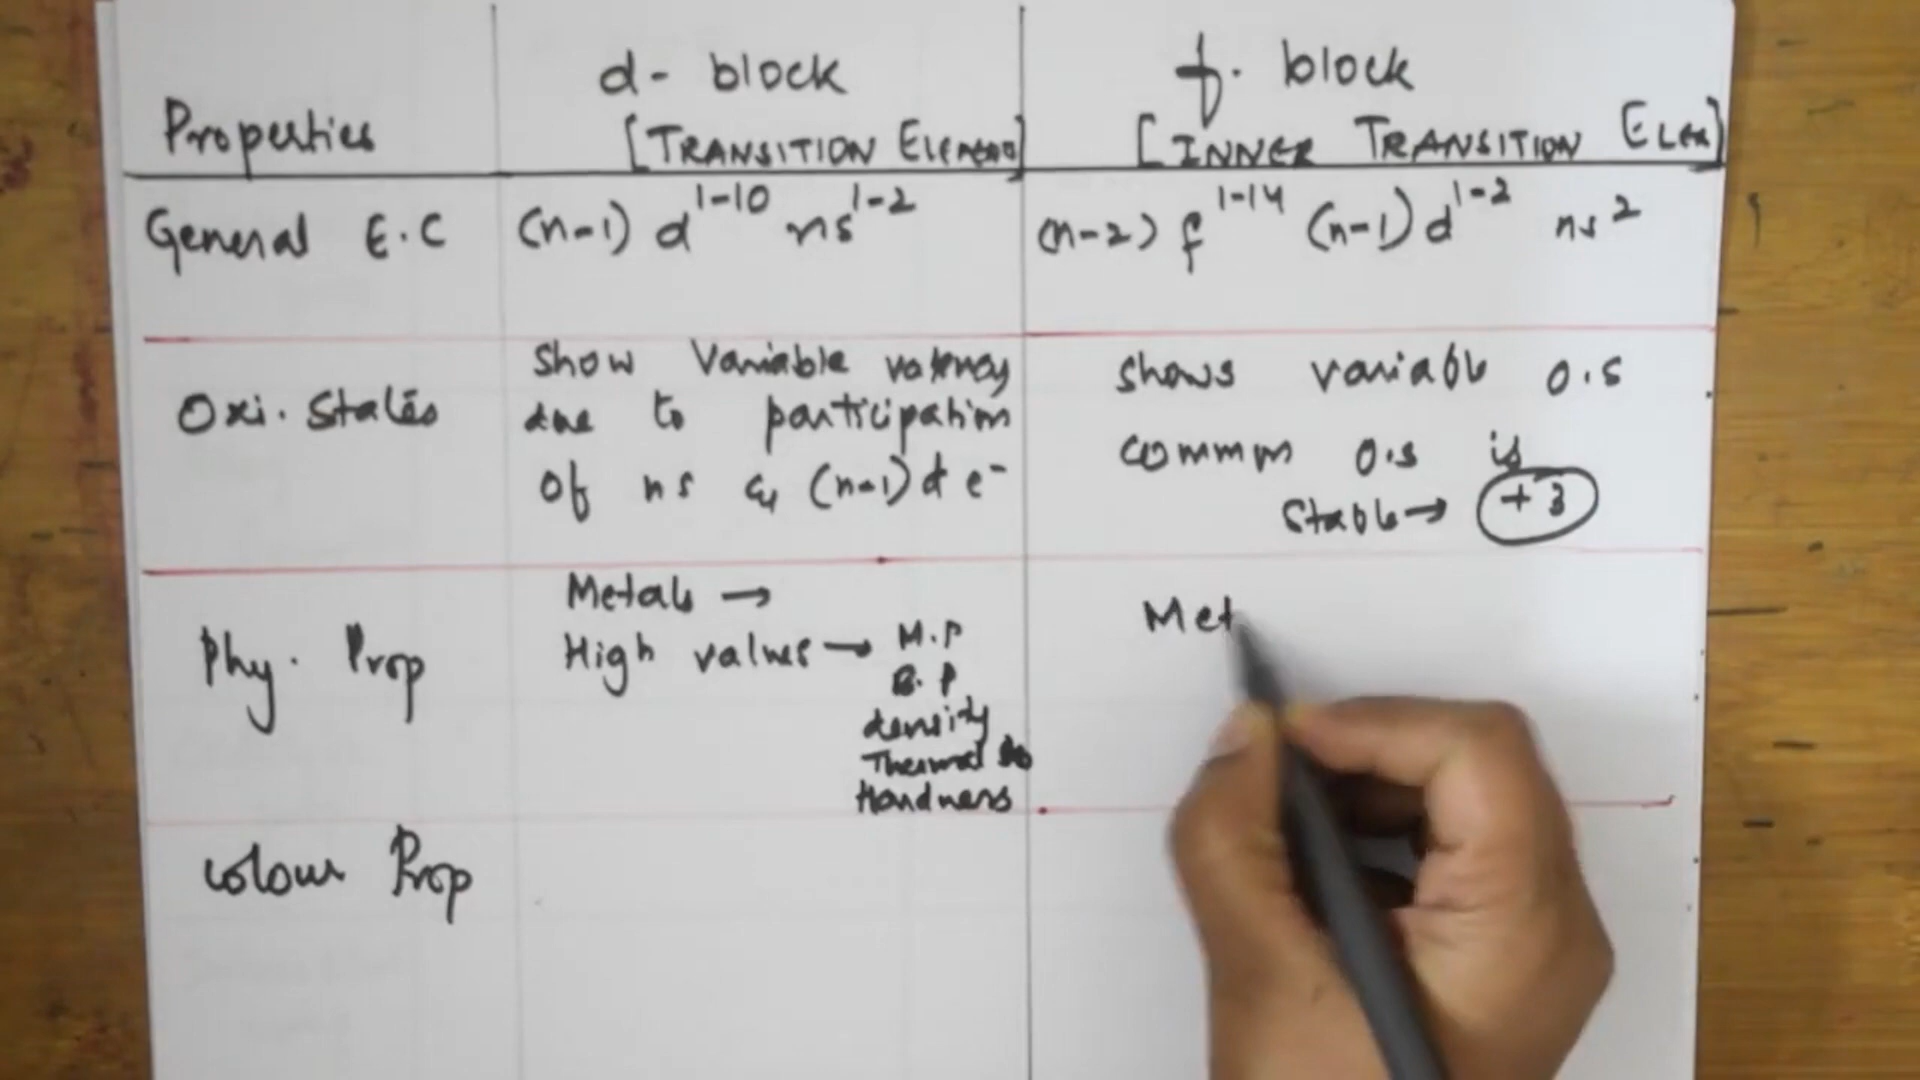 Properties
d- block
[TRANSITION Elements]
f- block
[INNER TRANSITION Elem]
General E.C
(n-1) d¹⁻¹⁰ ns¹⁻²
(n-2) f¹⁻¹⁴ (n-1)d¹⁻² ns²
Oxi. States
Show Variable valency
due to participation
of ns & (n-1)d e⁻
shows variable O.S
common O.S is
Stable→ +3
Phy. Prop
Metals →
High values → M.P
B.P
density
Thermal
Hardness
Met
Colour Prop